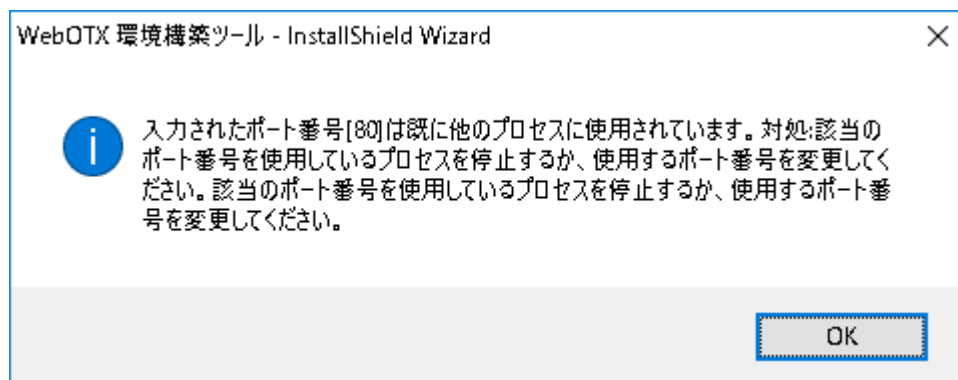 WebOTX 環境構築ツール - InstallShield Wizard
入力されたポート番号[80]は既に他のプロセスに使用されています。対処:該当の
ポート番号を使用しているプロセスを停止するか、使用するポート番号を変更してく
ださい。該当のポート番号を使用しているプロセスを停止するか、使用するポート番
号を変更してください。
OK